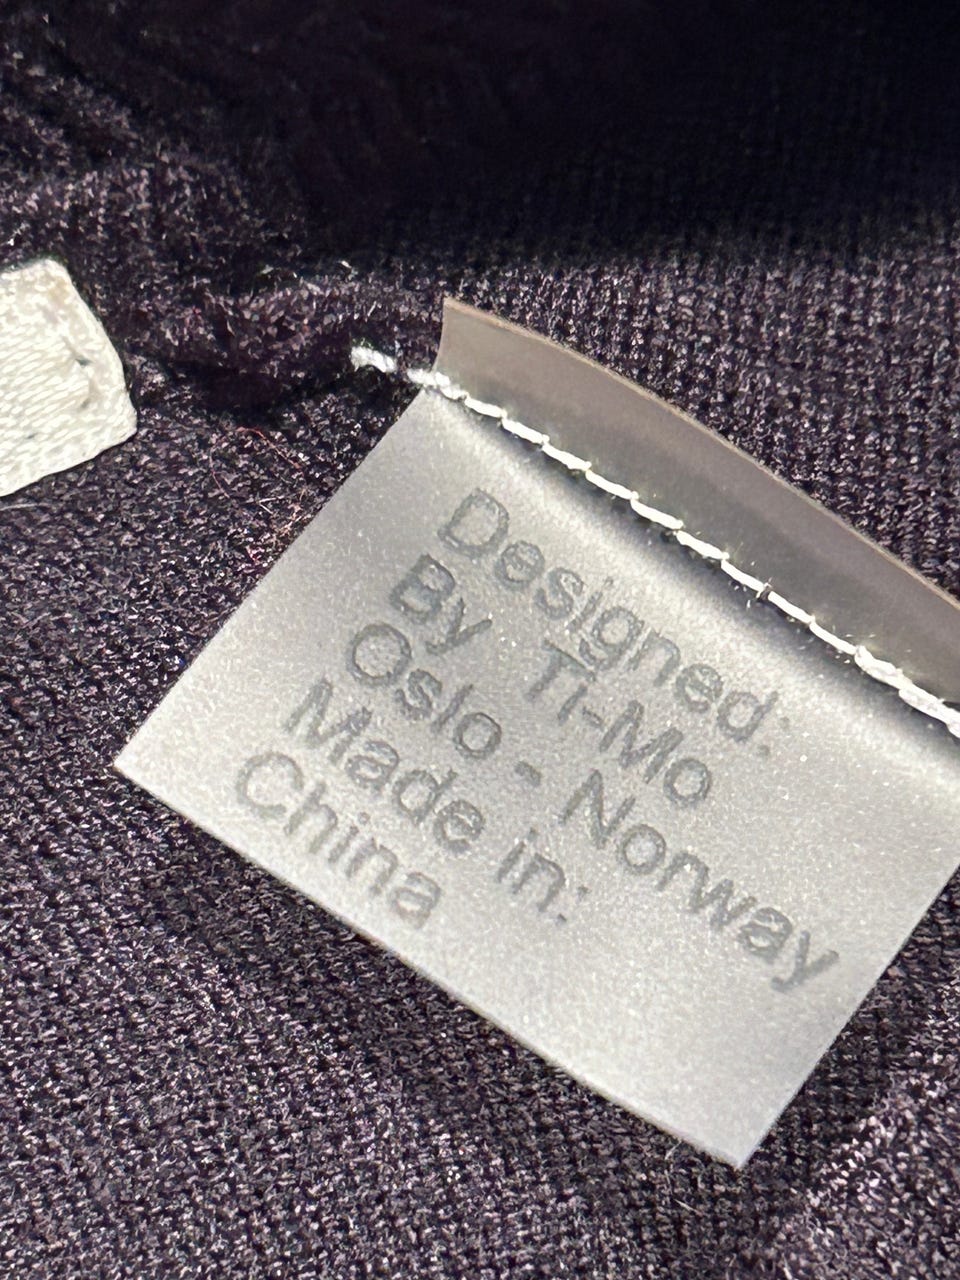 Designed:
By Ti-Mo
Oslo - Norway
Made in:
China